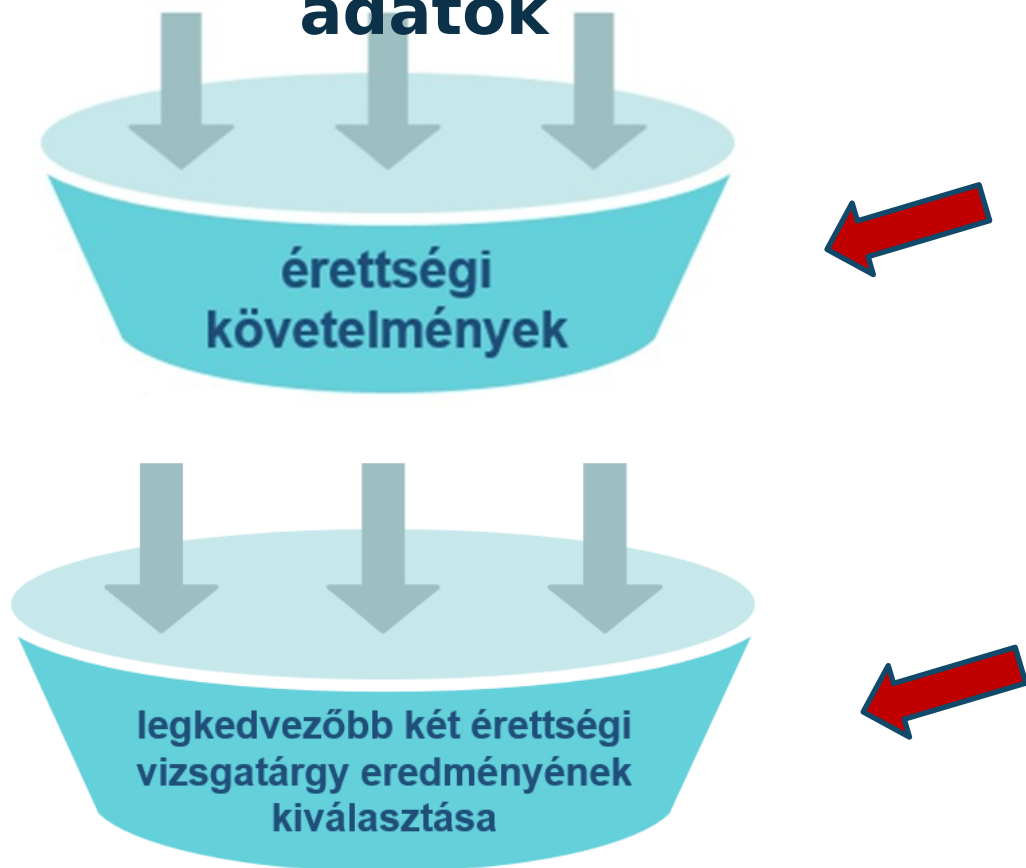 adatok
érettségi
követelmények
legkedvezőbb két érettségi
vizsgatárgy eredményének
kiválasztása